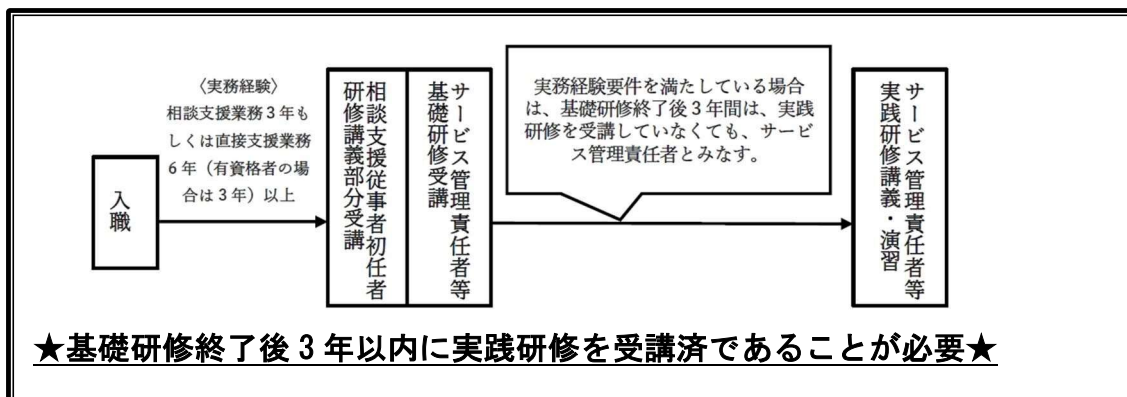 〈実務経験〉
相談支援業務３年も
しくは直接支援業務
６年（有資格者の場
合は３年）以上
入職
相談支援従事者初任者
研修講義部分受講
サービス管理責任者等
基礎研修受講
実務経験要件を満たしている場合
は、基礎研修終了後３年間は、実践
研修を受講していなくても、サービ
ス管理責任者とみなす。
サービス管理責任者等
実践研修講義・演習
★基礎研修終了後３年以内に実践研修を受講済であることが必要★